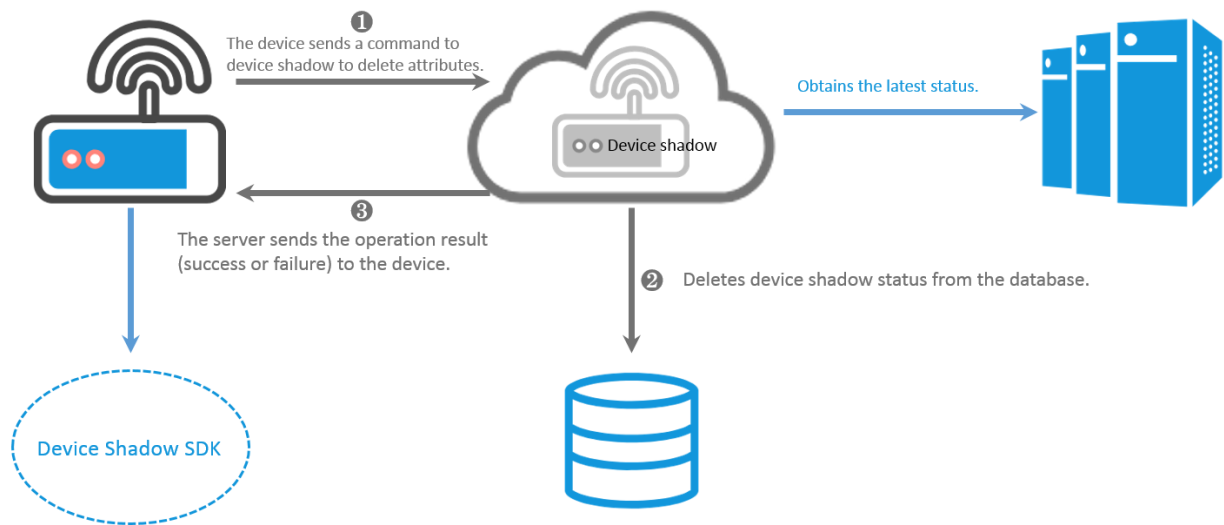 ❶
The device sends a command to
device shadow to delete attributes.
Device shadow
Obtains the latest status.
❸
The server sends the operation result
(success or failure) to the device.
❷ Deletes device shadow status from the database.
Device Shadow SDK